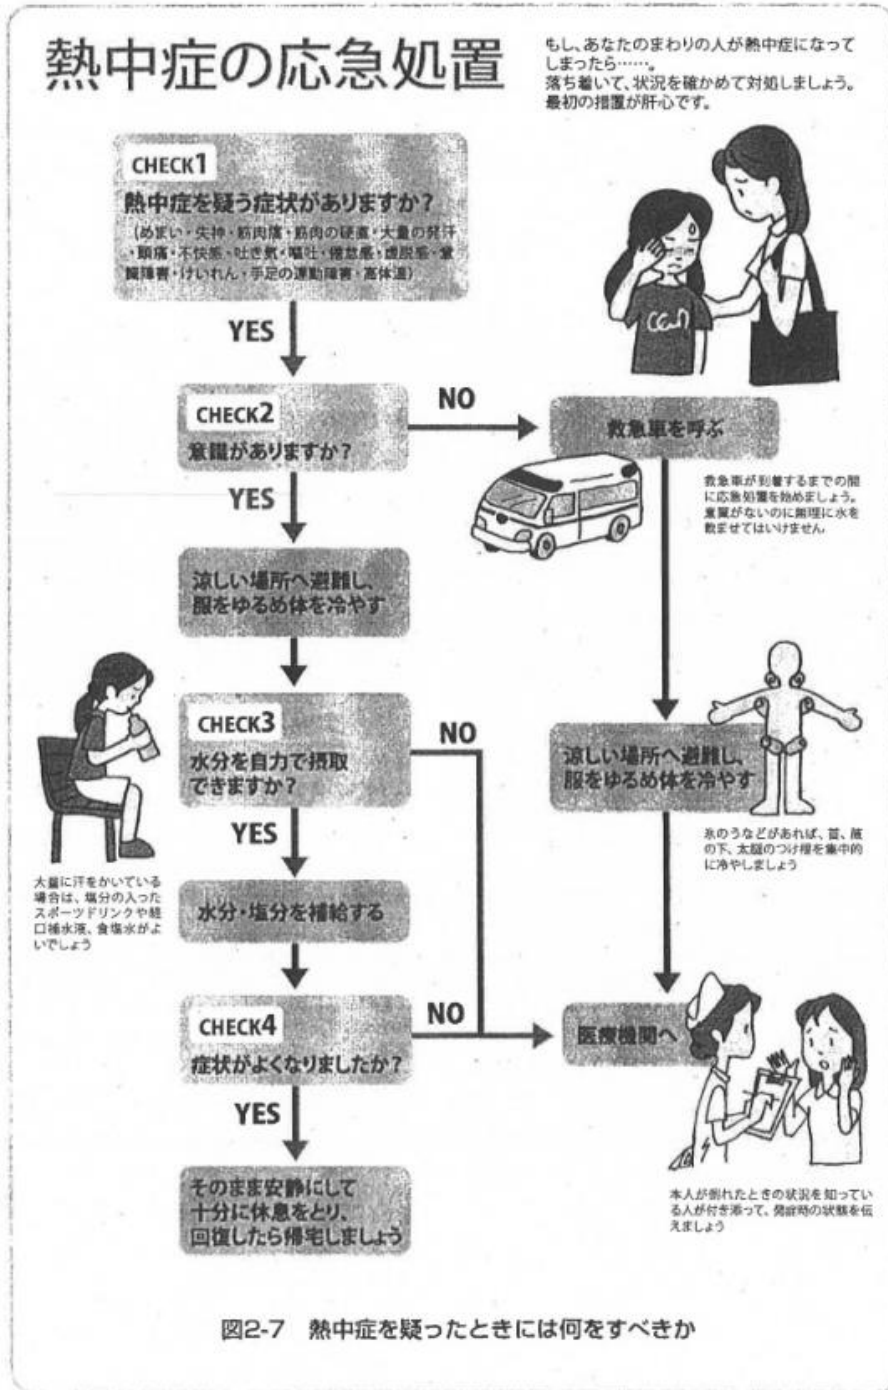 熱中症の応急処置
もし、あなたのまわりの人が熱中症になって
しまったら……。
落ち着いて、状況を確かめて対処しましょう。
最初の措置が肝心です。
CHECK1
熱中症を疑う症状がありますか？
(めまい・失神・筋肉痛・筋肉の硬直・大量の発汗
・頭痛・不快感・吐き気・嘔吐・倦怠感・虚脱感・意
識障害・けいれん・手足の運動障害・高体温)
YES
CHECK2
意識がありますか？
NO
救急車を呼ぶ
救急車が到着するまでの間
に応急処置を始めましょう。
意識がないのに無理に水を
飲ませてはいけません
YES
涼しい場所へ避難し、
服をゆるめ体を冷やす
CHECK3
水分を自力で摂取
できますか？
NO
涼しい場所へ避難し、
服をゆるめ体を冷やす
氷のうなどがあれば、首、腋
の下、太腿のつけ根を集中的
に冷やしましょう
YES
大量に汗をかいている
場合は、塩分の入った
スポーツドリンクや経
口補水液、食塩水がよ
いでしょう
水分・塩分を補給する
CHECK4
症状がよくなりましたか？
NO
医療機関へ
YES
本人が倒れたときの状況を知ってい
る人が付き添って、発症時の状態を伝
えましょう
そのまま安静にして
十分に休息をとり、
回復したら帰宅しましょう
図2-7 熱中症を疑ったときには何をすべきか